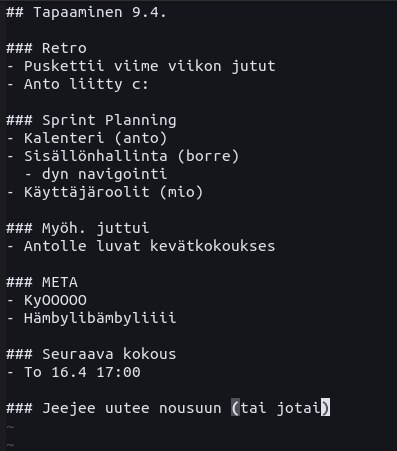 ## Tapaaminen 9.4.
### Retro
- Puskettii viime viikon jutut
- Anto liitty c:
### Sprint Planning
- Kalenteri (anto)
- Sisällönhallinta (borre)
  - dyn navigointi
- Käyttäjäroolit (mio)
### Myöh. juttui
- Antolle luvat kevätkokoukses
### META
- KyOOOOO
- Hämbylibämbyliiii
### Seuraava kokous
- To 16.4 17:00
### Jeejee uutee nousuun (tai jotai)
~
~